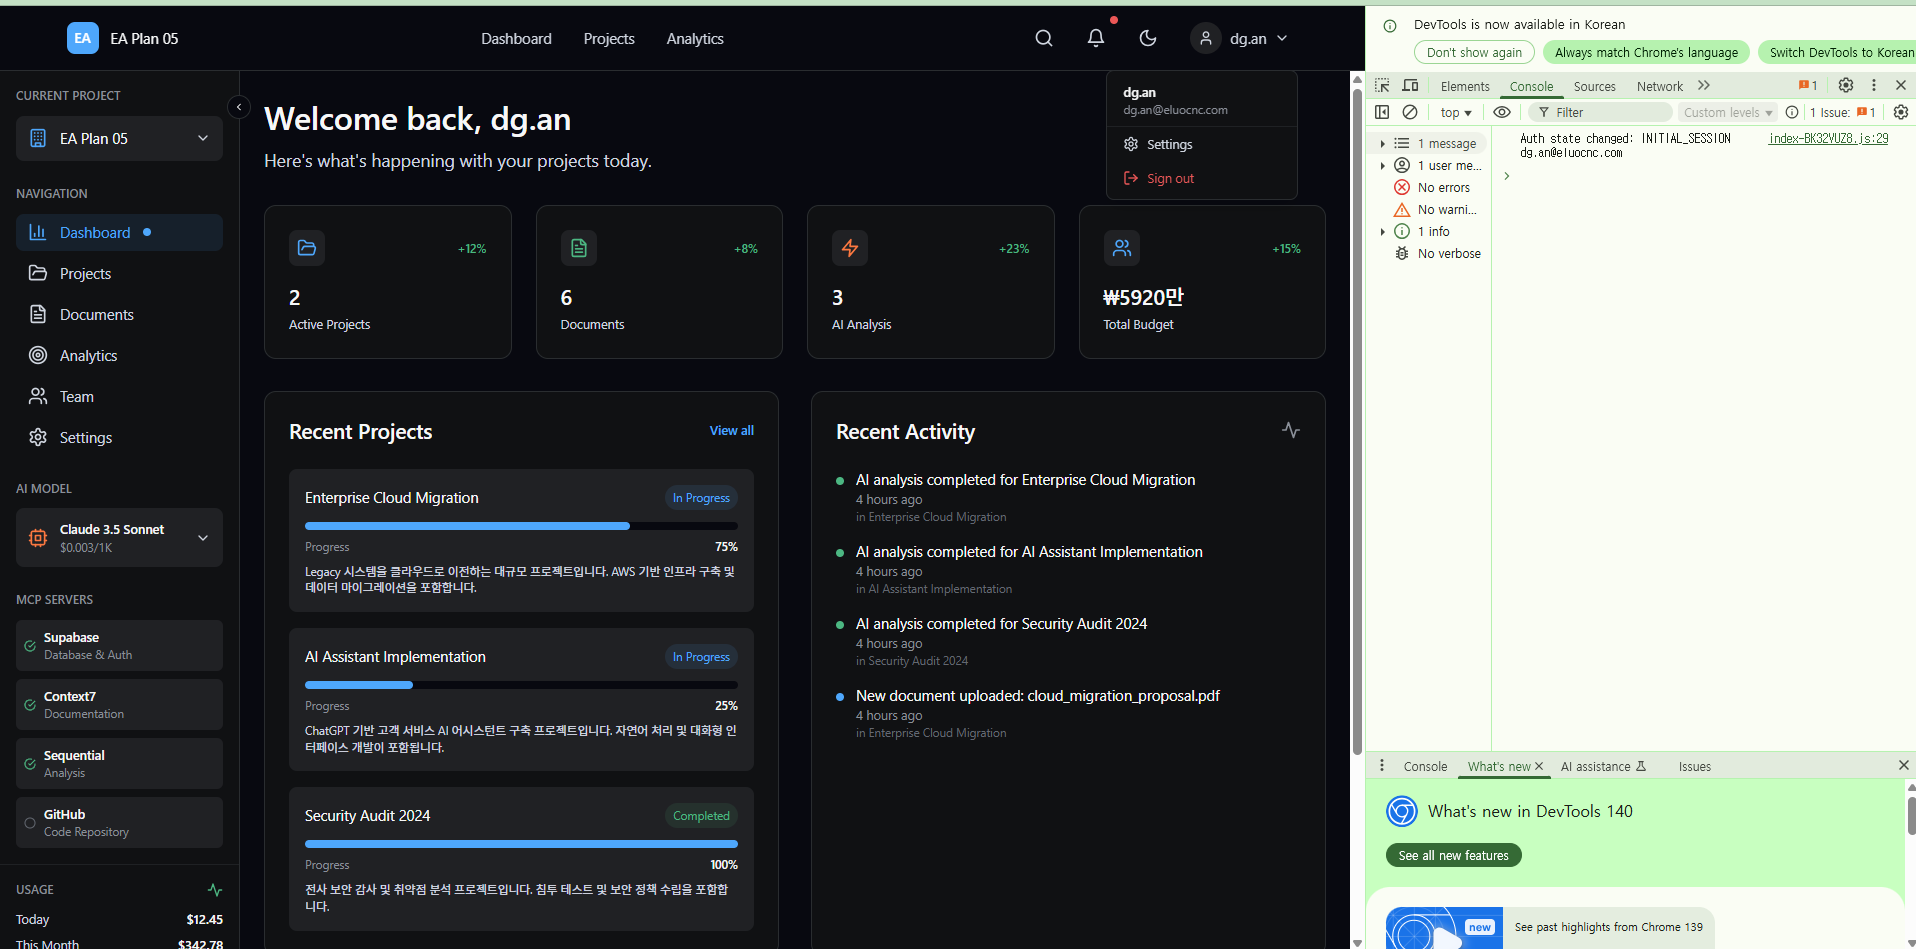 EA
EA Plan 05
Dashboard
Projects
Analytics
dg.an
CURRENT PROJECT
EA Plan 05
NAVIGATION
Dashboard
Projects
Documents
Analytics
Team
Settings
AI MODEL
Claude 3.5 Sonnet
$0.003/1K
MCP SERVERS
Supabase
Database & Auth
Context7
Documentation
Sequential
Analysis
GitHub
Code Repository
USAGE
Today $12.45
This Month $342.78
Welcome back, dg.an
Here's what's happening with your projects today.
dg.an
dg.an@eluocnc.com
Settings
Sign out
+12%
2
Active Projects
+8%
6
Documents
+23%
3
AI Analysis
+15%
₩5920만
Total Budget
Recent Projects
View all
Enterprise Cloud Migration
In Progress
Progress
75%
Legacy 시스템을 클라우드로 이전하는 대규모 프로젝트입니다. AWS 기반 인프라 구축 및
데이터 마이그레이션을 포함합니다.
AI Assistant Implementation
In Progress
Progress
25%
ChatGPT 기반 고객 서비스 AI 어시스턴트 구축 프로젝트입니다. 자연어 처리 및 대화형 인
터페이스 개발이 포함됩니다.
Security Audit 2024
Completed
Progress
100%
전사 보안 감사 및 취약점 분석 프로젝트입니다. 침투 테스트 및 보안 정책 수립을 포함합
니다.
Recent Activity
AI analysis completed for Enterprise Cloud Migration
4 hours ago
in Enterprise Cloud Migration
AI analysis completed for AI Assistant Implementation
4 hours ago
in AI Assistant Implementation
AI analysis completed for Security Audit 2024
4 hours ago
in Security Audit 2024
New document uploaded: cloud_migration_proposal.pdf
4 hours ago
in Enterprise Cloud Migration
DevTools is now available in Korean
Don't show again
Always match Chrome's language
Switch DevTools to Korean
Elements
Console
Sources
Network
1
top
Filter
Custom levels
1 Issue:
1
1 message
1 user me...
No errors
No warni...
1 info
No verbose
Auth state changed: INITIAL_SESSION
dg.an@eluocnc.com
index-BK32VUZ8.js:29
Console
What's new
AI assistance
Issues
What's new in DevTools 140
See all new features
new
See past highlights from Chrome 139